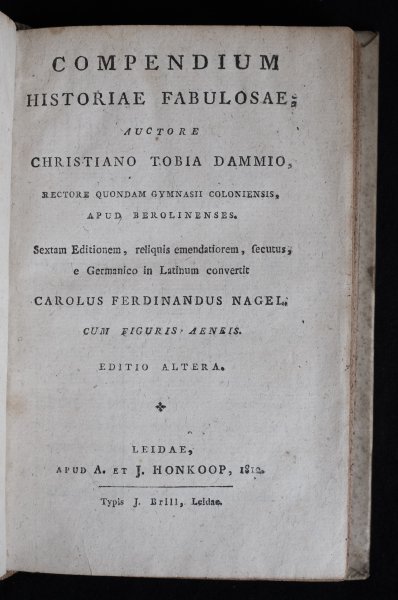 COMPENDIUM
HISTORIAE FABULOSAE,
AUCTORE
CHRISTIANO TOBIA DAMMIO,
RECTORE QUONDAM GYMNASII COLONIENSIS,
APUD BEROLINENSES.
Sextam Editionem, reliquis emendatiorem, secutus,
e Germanico in Latinum convertit
CAROLUS FERDINANDUS NAGEL,
CUM FIGURIS AENEIS.
EDITIO ALTERA.
LEIDAE,
APUD A. ET J. HONKOOP,
Typis J. Brill, Leidae.